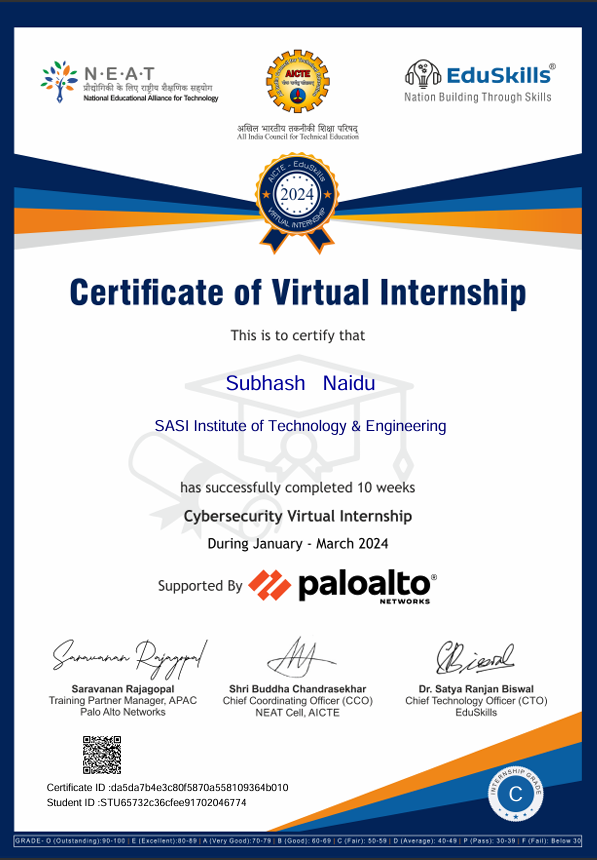 N·E·A·T
प्रौद्योगिकी के लिए राष्ट्रीय शैक्षणिक सहयोग
National Educational Alliance for Technology
AICTE
अखिल भारतीय तकनीकी शिक्षा परिषद्
All India Council for Technical Education
EduSkills®
Nation Building Through Skills
AICTE - EduSkills
2024
VIRTUAL INTERNSHIP
Certificate of Virtual Internship
This is to certify that
Subhash Naidu
SASI Institute of Technology & Engineering
has successfully completed 10 weeks
Cybersecurity Virtual Internship
During January - March 2024
Supported By paloalto®
NETWORKS
Saravanan Rajagopal
Saravanan Rajagopal
Training Partner Manager, APAC
Palo Alto Networks
Shri Buddha Chandrasekhar
Chief Coordinating Officer (CCO)
NEAT Cell, AICTE
SRBiswal
Dr. Satya Ranjan Biswal
Chief Technology Officer (CTO)
EduSkills
Certificate ID :da5da7b4e3c80f5870a558109364b010
Student ID :STU65732c36cfee91702046774
INTERNSHIP GRADE
C
GRADE- O (Outstanding):90-100 | E (Excellent):80-89 | A (Very Good):70-79 | B (Good): 60-69 | C (Fair): 50-59 | D (Average): 40-49 | P (Pass): 30-39 | F (Fail): Below 30